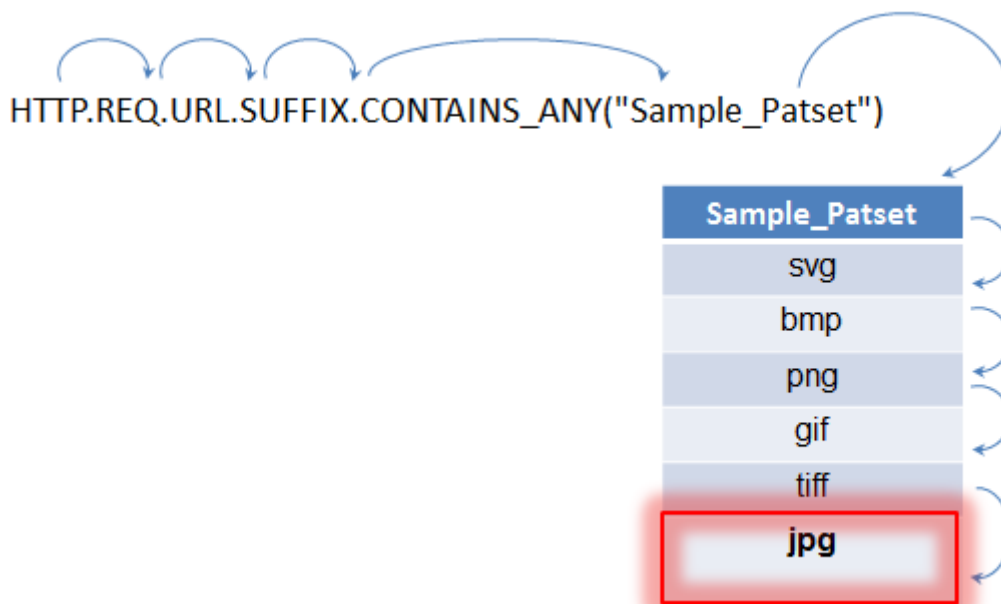 HTTP.REQ.URL.SUFFIX.CONTAINS_ANY("Sample_Patset")
Sample_Patset
svg
bmp
png
gif
tiff
jpg